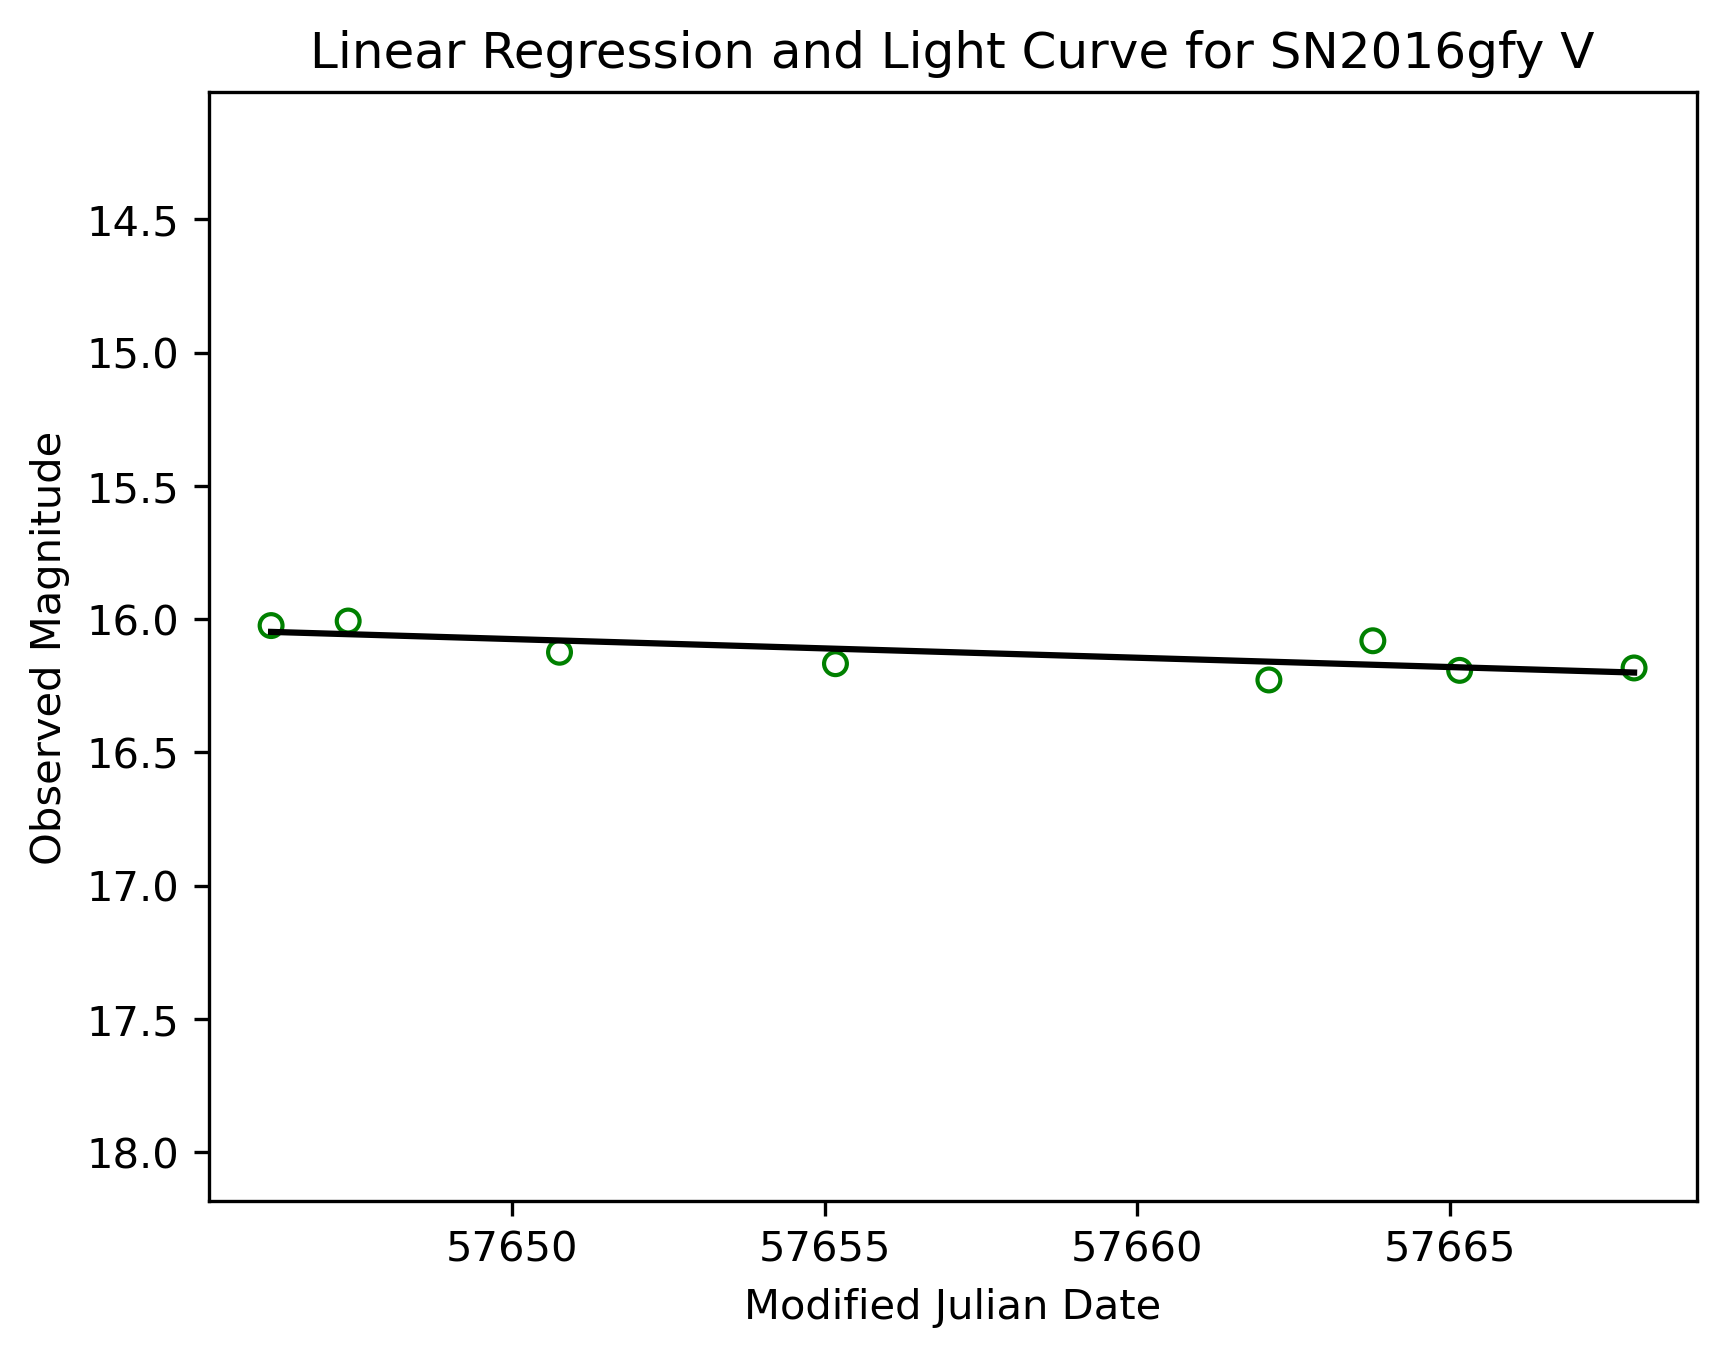 Linear Regression and Light Curve for SN2016gfy V
14.5
15.0
15.5
16.0
16.5
17.0
17.5
18.0
Observed Magnitude
57650 57655 57660 57665
Modified Julian Date